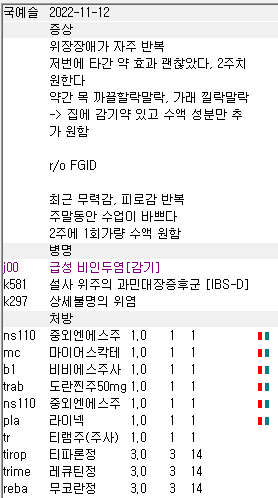 국예슬 2022-11-12
증상
위장장애가 자주 반복
저번에 타간 약 효과 괜찮았다, 2주치
원한다
약간 목 까끌할락말락, 가래 낄락말락
-> 집에 감기약 있고 수액 성분만 추
가 원함
r/o FGID
최근 무력감, 피로감 반복
주말동안 수업이 바쁘다
2주에 1회가량 수액 원함
병명
j00 급성 비인두염[감기]
k581 설사 위주의 과민대장증후군 [IBS-D]
k297 상세불명의 위염
처방
ns110 중외엔에스주 1.0 1 1
mc 마이어스칵테 1.0 1 1
b1 비비에스주사 1.0 1 1
trab 도란찐주50mg 1.0 1 1
ns110 중외엔에스주 1.0 1 1
pla 라이넥 1.0 1 1
tr 티램주(주사) 1.0 1 1
tirop 티파론정 3.0 3 14
trime 레큐틴정 3.0 3 14
reba 무코란정 3.0 3 14